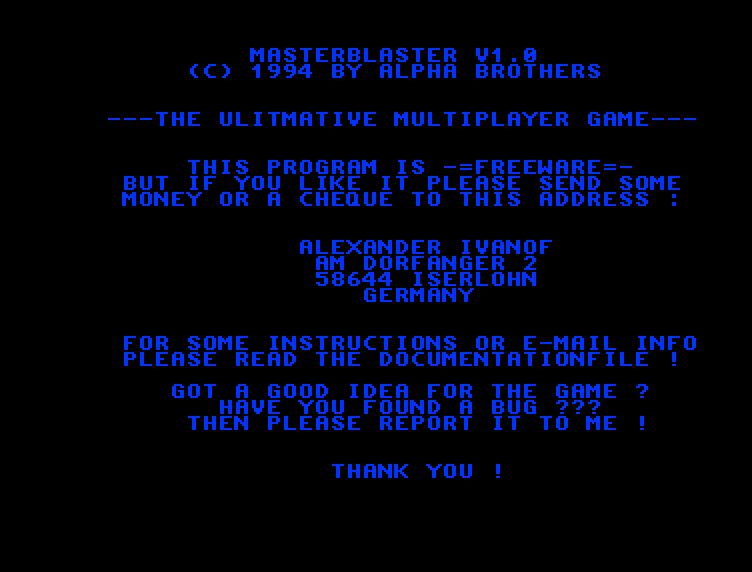 MASTERBLASTER V1.0
(C) 1994 BY ALPHA BROTHERS
---THE ULITMATIVE MULTIPLAYER GAME---
THIS PROGRAM IS -=FREEWARE=-
BUT IF YOU LIKE IT PLEASE SEND SOME
MONEY OR A CHEQUE TO THIS ADDRESS :
ALEXANDER IVANOF
AM DORFANGER 2
58644 ISERLOHN
GERMANY
FOR SOME INSTRUCTIONS OR E-MAIL INFO
PLEASE READ THE DOCUMENTATIONFILE !
GOT A GOOD IDEA FOR THE GAME ?
HAVE YOU FOUND A BUG ???
THEN PLEASE REPORT IT TO ME !
THANK YOU !